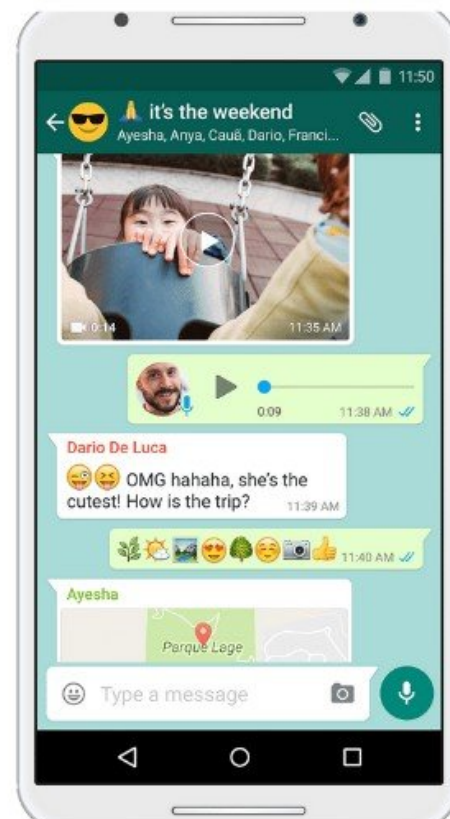 11:50
🙏 it's the weekend
Ayesha, Anya, Cauã, Dario, Franci...
0:14
11:35 AM
0:09
11:38 AM
Dario De Luca
😜😝 OMG hahaha, she's the
cutest! How is the trip?
11:39 AM
🌿🌤🏞😍🌳☺📷👍 11:40 AM
Ayesha
Parque Lage
Type a message